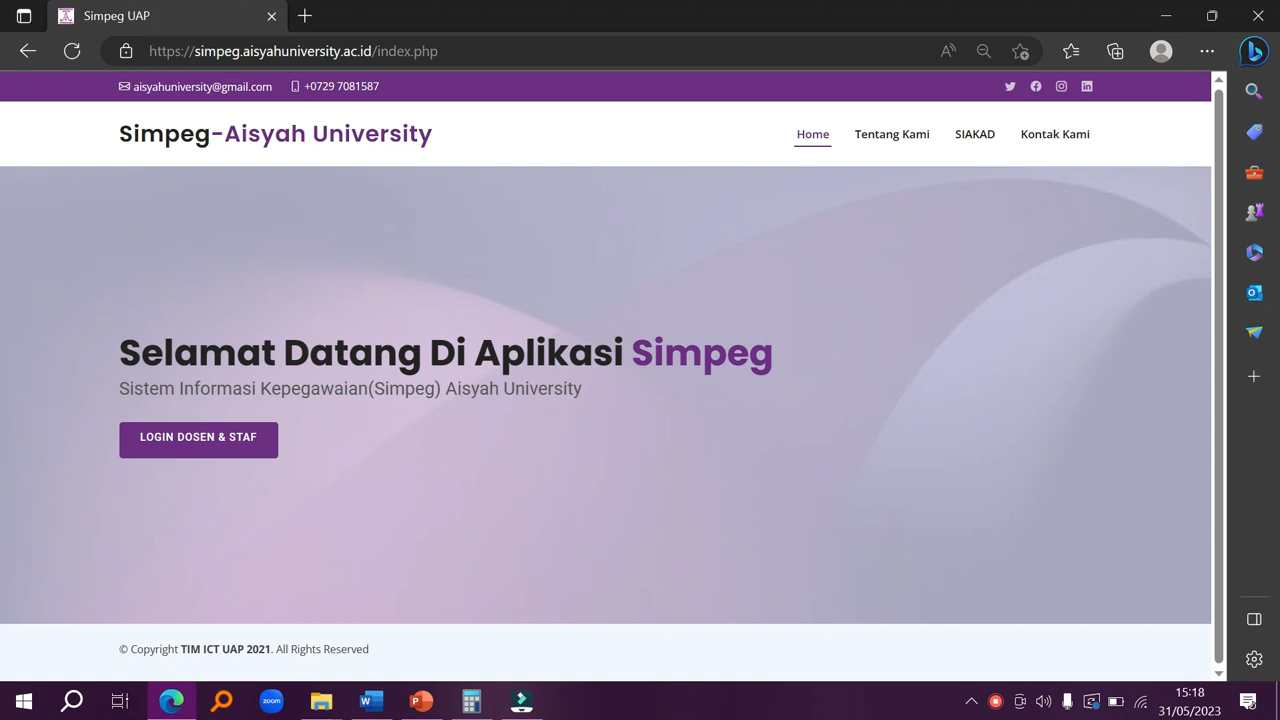 Simpeg UAP
https://simpeg.aisyahuniversity.ac.id/index.php
aisyahuniversity@gmail.com +0729 7081587
Simpeg-Aisyah University
Home Tentang Kami SIAKAD Kontak Kami
Selamat Datang Di Aplikasi Simpeg
Sistem Informasi Kepegawaian(Simpeg) Aisyah University
LOGIN DOSEN & STAF
© Copyright TIM ICT UAP 2021. All Rights Reserved
zoom
15:18
31/05/2023